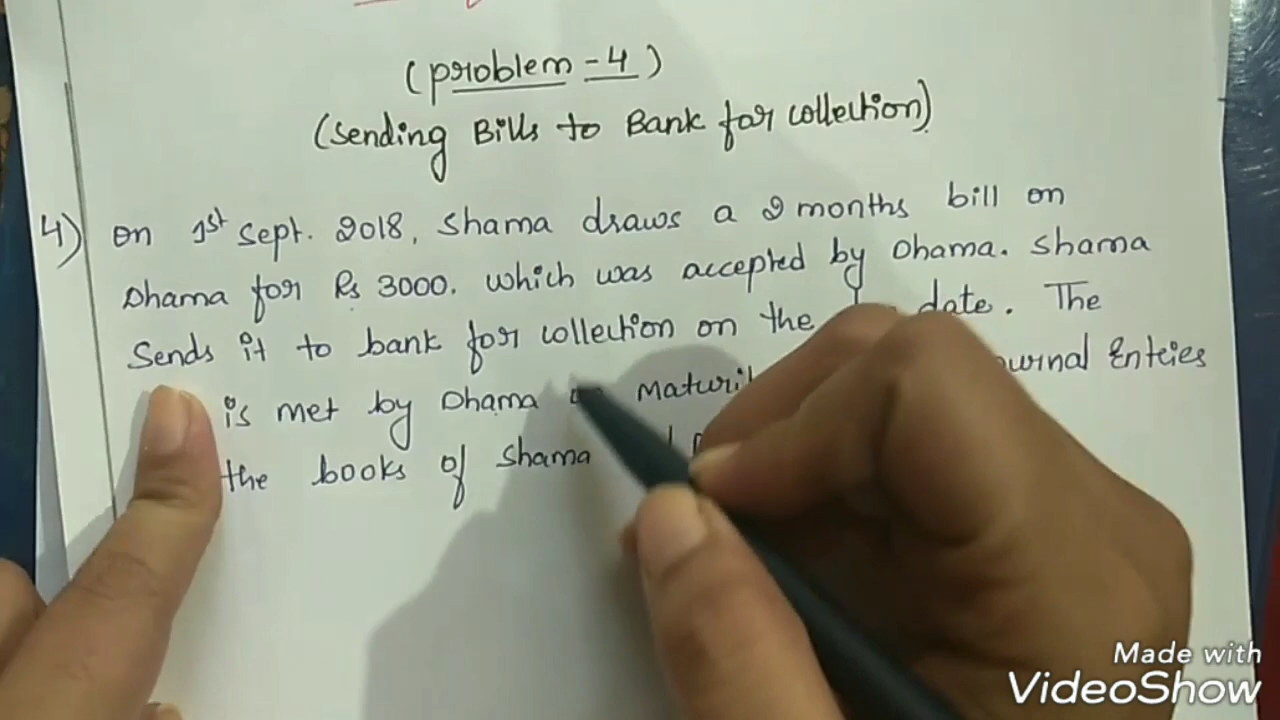 (problem - 4)
(Sending Bills to Bank for collection)
4) On 1st Sept. 2018, Shama draws a 2 months bill on
Dhama for Rs 3000. which was accepted by Dhama. Shama
Sends it to bank for collection on the date. The
is met by Dhama Journal Entries
the books of Shama
Made with
VideoShow